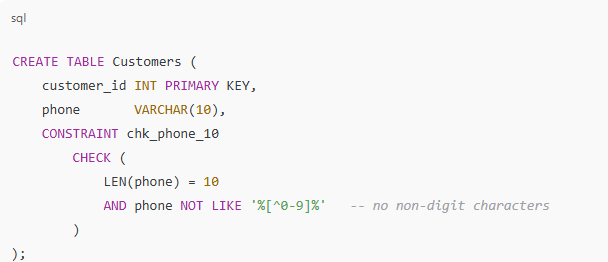 sql
CREATE TABLE Customers (
    customer_id INT PRIMARY KEY,
    phone       VARCHAR(10),
    CONSTRAINT chk_phone_10
        CHECK (
            LEN(phone) = 10
            AND phone NOT LIKE '%[^0-9]%'   -- no non-digit characters
        )
);